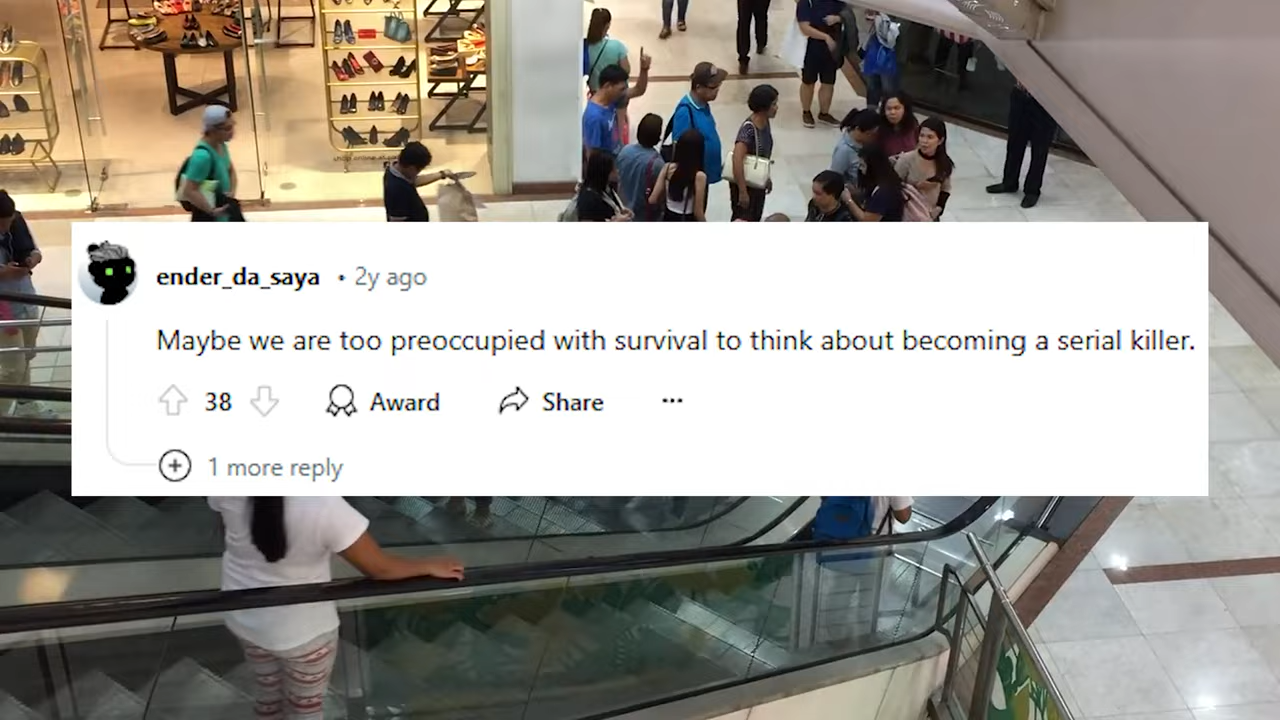 ender_da_saya • 2y ago
Maybe we are too preoccupied with survival to think about becoming a serial killer.
38 Award Share ...
1 more reply